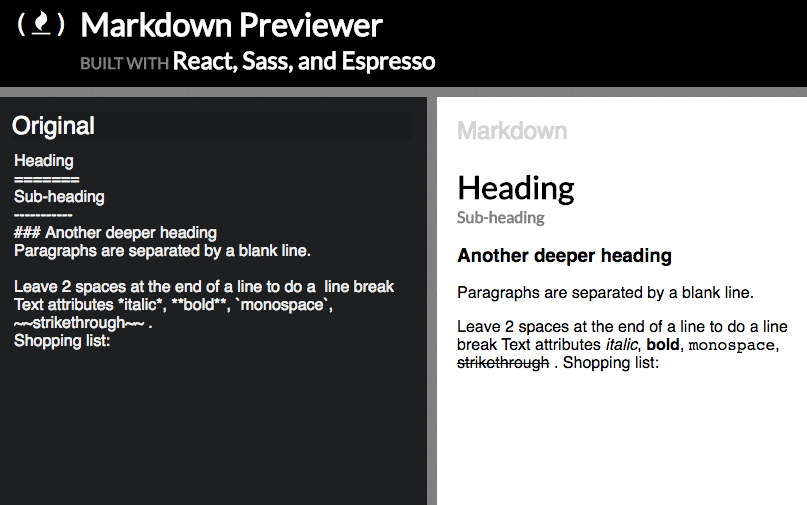 Markdown Previewer
BUILT WITH React, Sass, and Espresso
Original
Heading
=======
Sub-heading
-----------
### Another deeper heading
Paragraphs are separated by a blank line.
Leave 2 spaces at the end of a line to do a  line break
Text attributes *italic*, **bold**, `monospace`,
~~strikethrough~~ .
Shopping list:
Markdown
Heading
Sub-heading
Another deeper heading
Paragraphs are separated by a blank line.
Leave 2 spaces at the end of a line to do a line
break Text attributes italic, bold, monospace,
strikethrough . Shopping list: